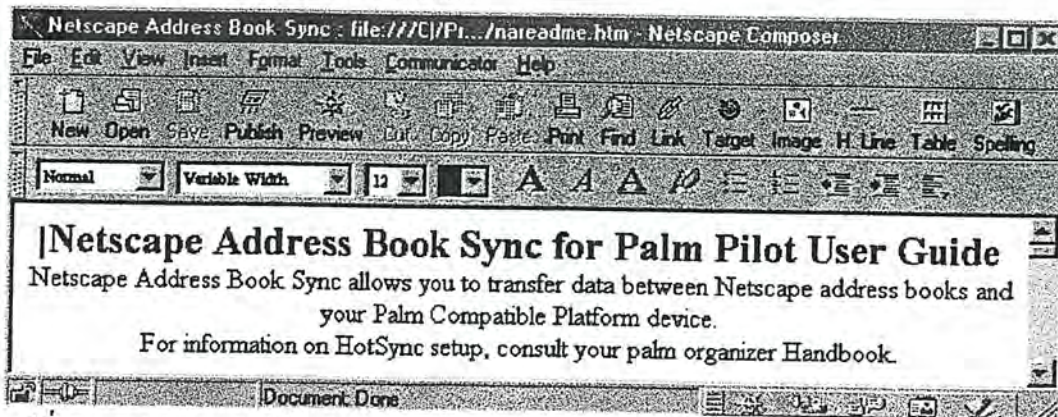 Netscape Address Book Sync : file:///C|/Pr.../nareadme.htm - Netscape Composer
File Edit View Insert Format Tools Communicator Help
New Open Save Publish Preview Cut Copy Paste Print Find Link Target Image H. Line Table Spelling
Normal Variable Width 12 A A A
|Netscape Address Book Sync for Palm Pilot User Guide
Netscape Address Book Sync allows you to transfer data between Netscape address books and
your Palm Compatible Platform device.
For information on HotSync setup, consult your palm organizer Handbook.
Document: Done